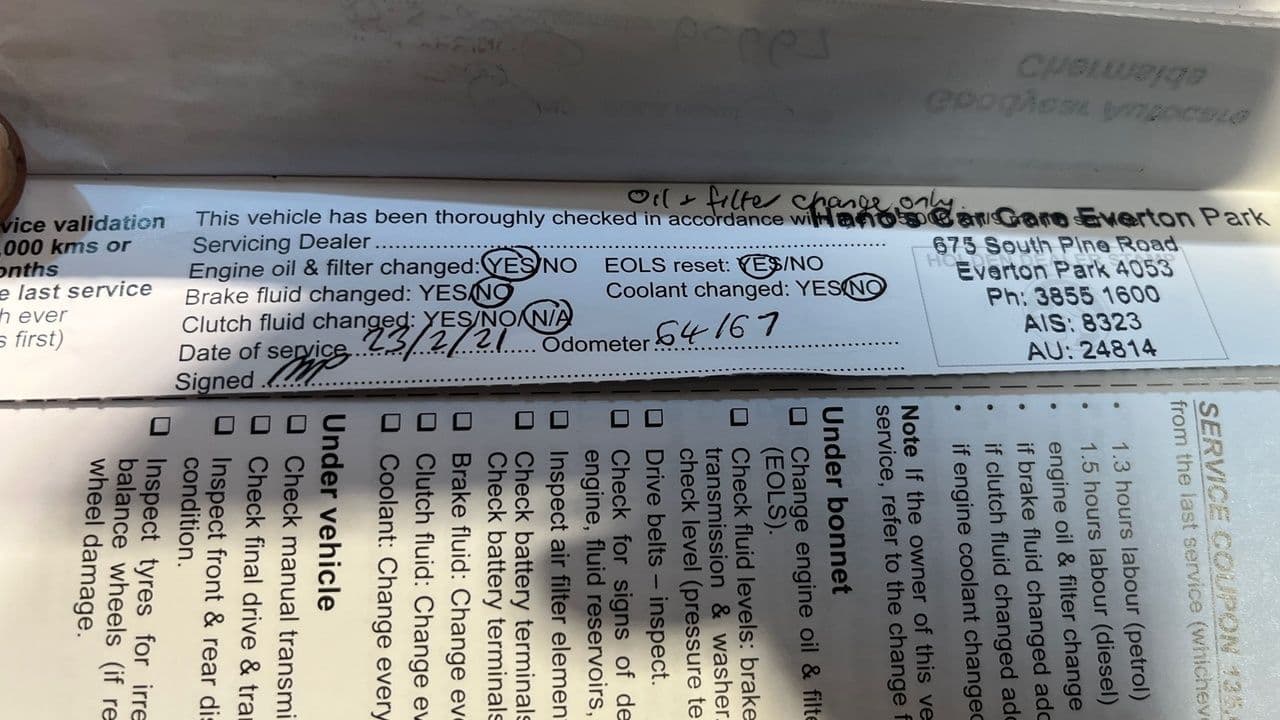 Oil & filter change only.
vice validation
000 kms or
onths
e last service
h ever
s first)
This vehicle has been thoroughly checked in accordance
Servicing Dealer
Engine oil & filter changed: YES/NO EOLS reset: YES/NO
Brake fluid changed: YES/NO Coolant changed: YES/NO
Clutch fluid changed: YES/NO/N/A
Date of service 23/2/21 Odometer 64167
Signed
Hano's Car Care Everton Park
675 South Pine Road
Everton Park 4053
Ph: 3855 1600
AIS: 8323
AU: 24814
SERVICE COUPON 135,
from the last service (whichev
• 1.3 hours labour (petrol)
• 1.5 hours labour (diesel)
• engine oil & filter change
• if brake fluid changed add
• if clutch fluid changed add
• if engine coolant changed
Note If the owner of this ve
service, refer to the change f
Under bonnet
☐ Change engine oil & filte
(EOLS).
☐ Check fluid levels: brake
transmission & washer.
check level (pressure te
☐ Drive belts – inspect.
☐ Check for signs of de
engine, fluid reservoirs,
☐ Inspect air filter elemen
☐ Check battery terminals
Check battery terminals
☐ Brake fluid: Change eve
☐ Clutch fluid: Change ev
☐ Coolant: Change every
Under vehicle
☐ Check manual transmi
☐ Check final drive & tra
☐ Inspect front & rear dis
condition.
☐ Inspect tyres for irre
balance wheels (if re
wheel damage.